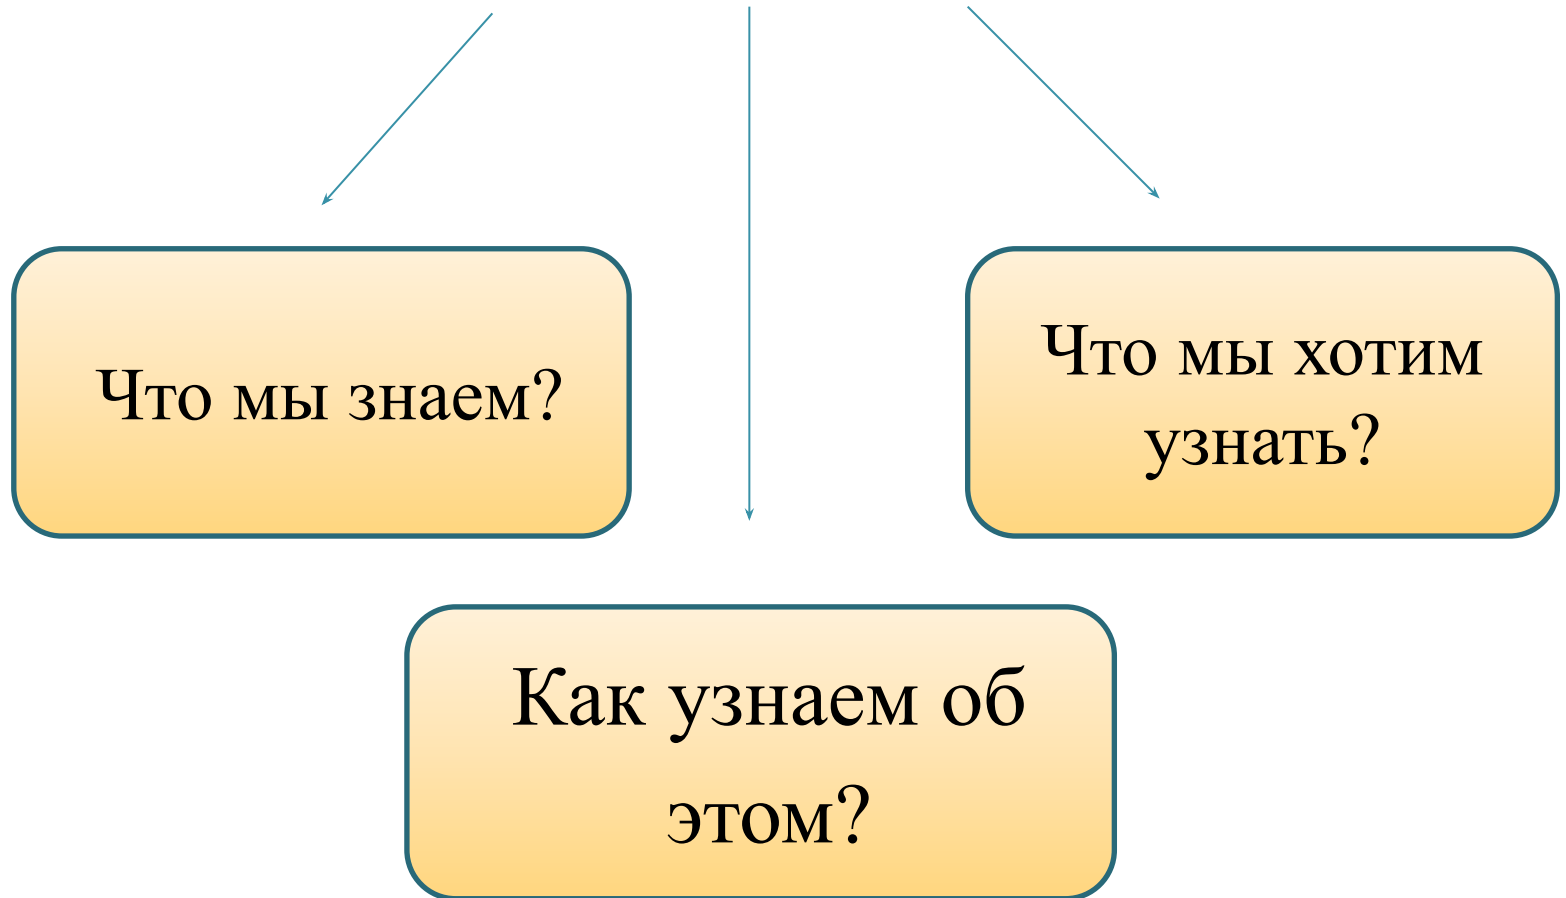 Что мы знаем?
Что мы хотим
узнать?
Как узнаем об
этом?